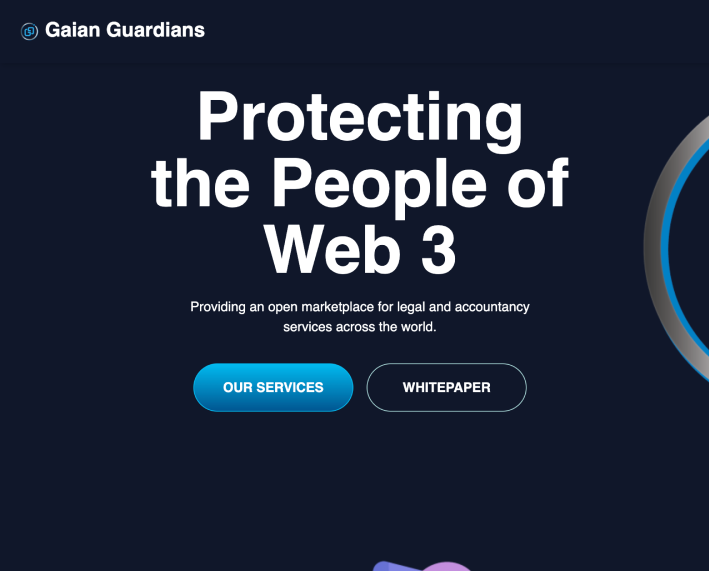 Gaian Guardians
Protecting
the People of
Web 3
Providing an open marketplace for legal and accountancy
services across the world.
OUR SERVICES
WHITEPAPER